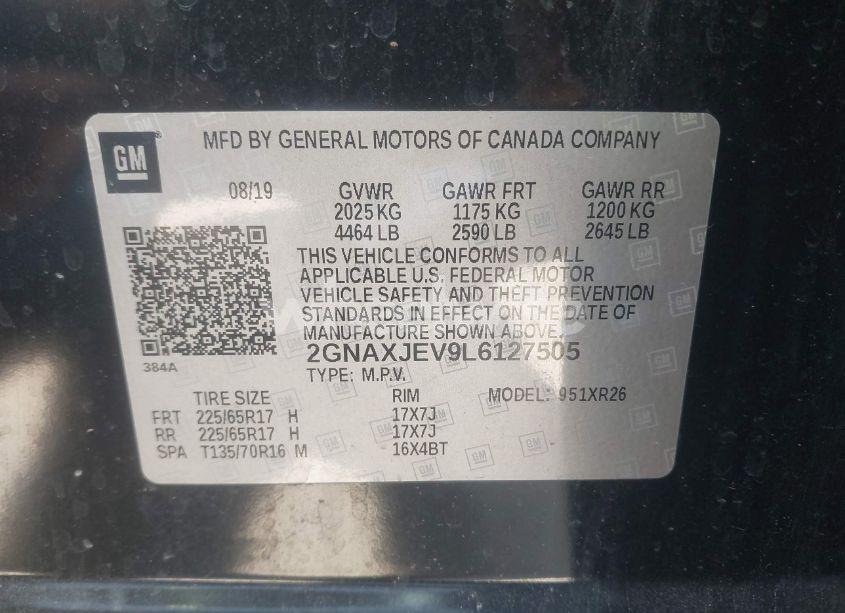 GM
MFD BY GENERAL MOTORS OF CANADA COMPANY
08/19 GVWR GAWR FRT GAWR RR
2025 KG 1175 KG 1200 KG
4464 LB 2590 LB 2645 LB
THIS VEHICLE CONFORMS TO ALL
APPLICABLE U.S. FEDERAL MOTOR
VEHICLE SAFETY AND THEFT PREVENTION
STANDARDS IN EFFECT ON THE DATE OF
MANUFACTURE SHOWN ABOVE.
2GNAXJEV9L6127505
384A
TYPE: M.P.V.
TIRE SIZE RIM MODEL: 951XR26
FRT 225/65R17 H 17X7J
RR 225/65R17 H 17X7J
SPA T135/70R16 M 16X4BT